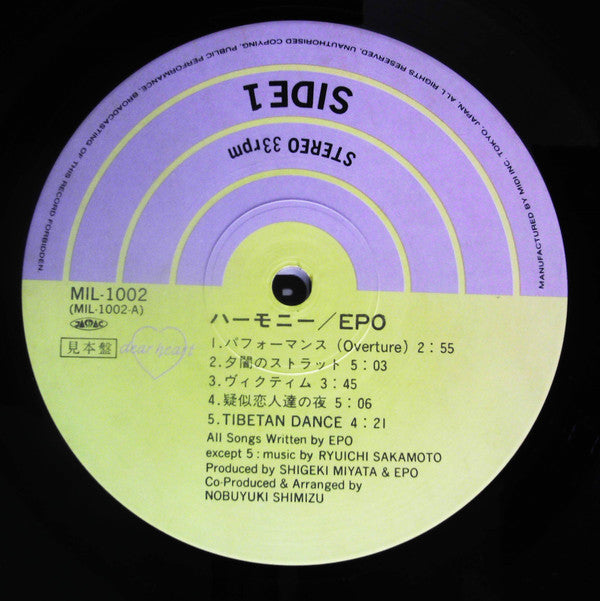 MANUFACTURED BY MIDI INC. TOKYO, JAPAN, ALL RIGHTS RESERVED. UNAUTHORISED COPYING, PUBLIC PERFORMANCE, BROADCASTING OF THIS RECORD FORBIDDEN
SIDE 1
STEREO 33rpm
MIL-1002
(MIL-1002-A)
JASRAC
見本盤
dear heart
ハーモニー／EPO
1.パフォーマンス (Overture) 2：55
2.夕闇のストラット 5：03
3.ヴィクティム 3：45
4.疑似恋人達の夜 5：06
5.TIBETAN DANCE 4：21
All Songs Written by EPO
except 5 : music by RYUICHI SAKAMOTO
Produced by SHIGEKI MIYATA & EPO
Co-Produced & Arranged by
NOBUYUKI SHIMIZU